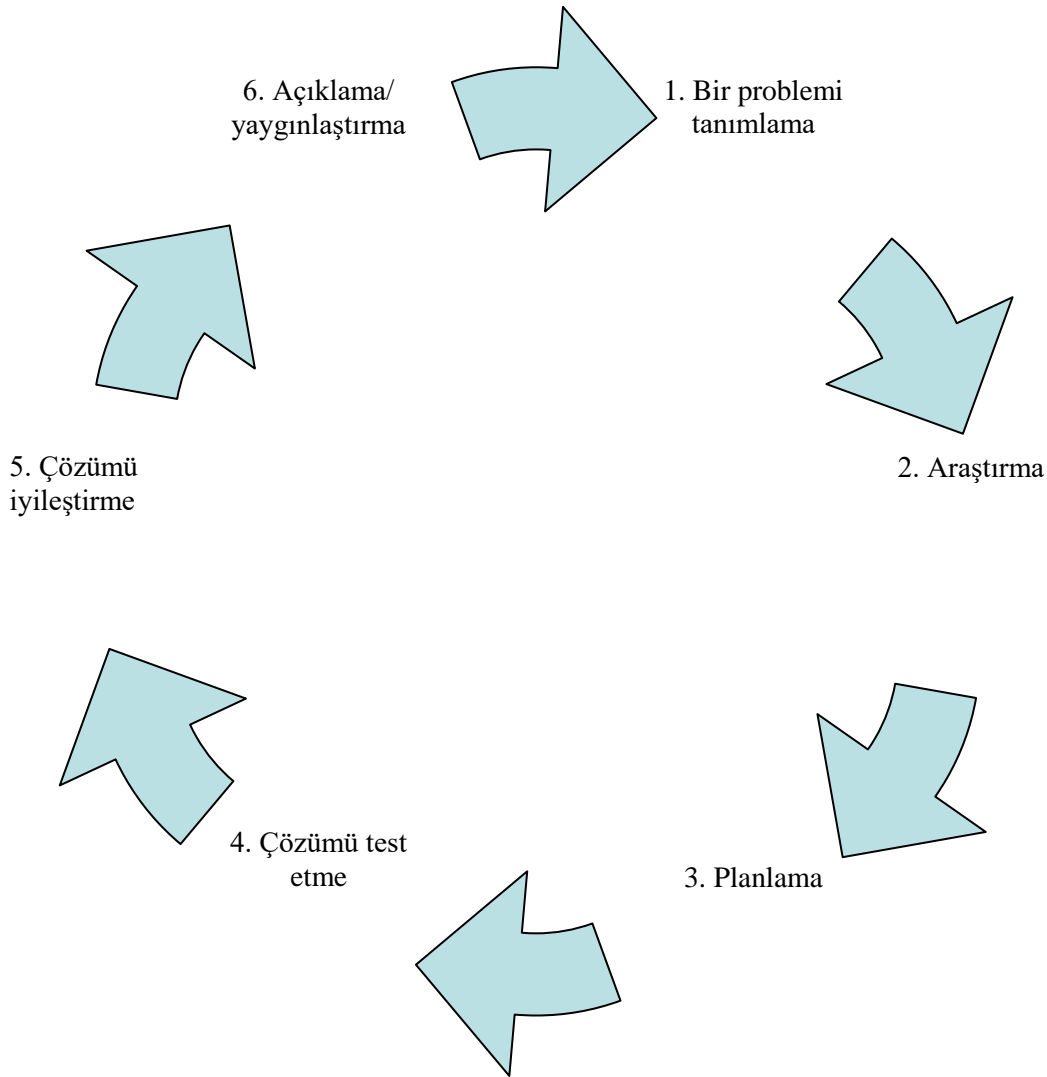 1. Bir problemi
tanımlama
2. Araştırma
3. Planlama
4. Çözümü test
etme
5. Çözümü
iyileştirme
6. Açıklama/
yaygınlaştırma